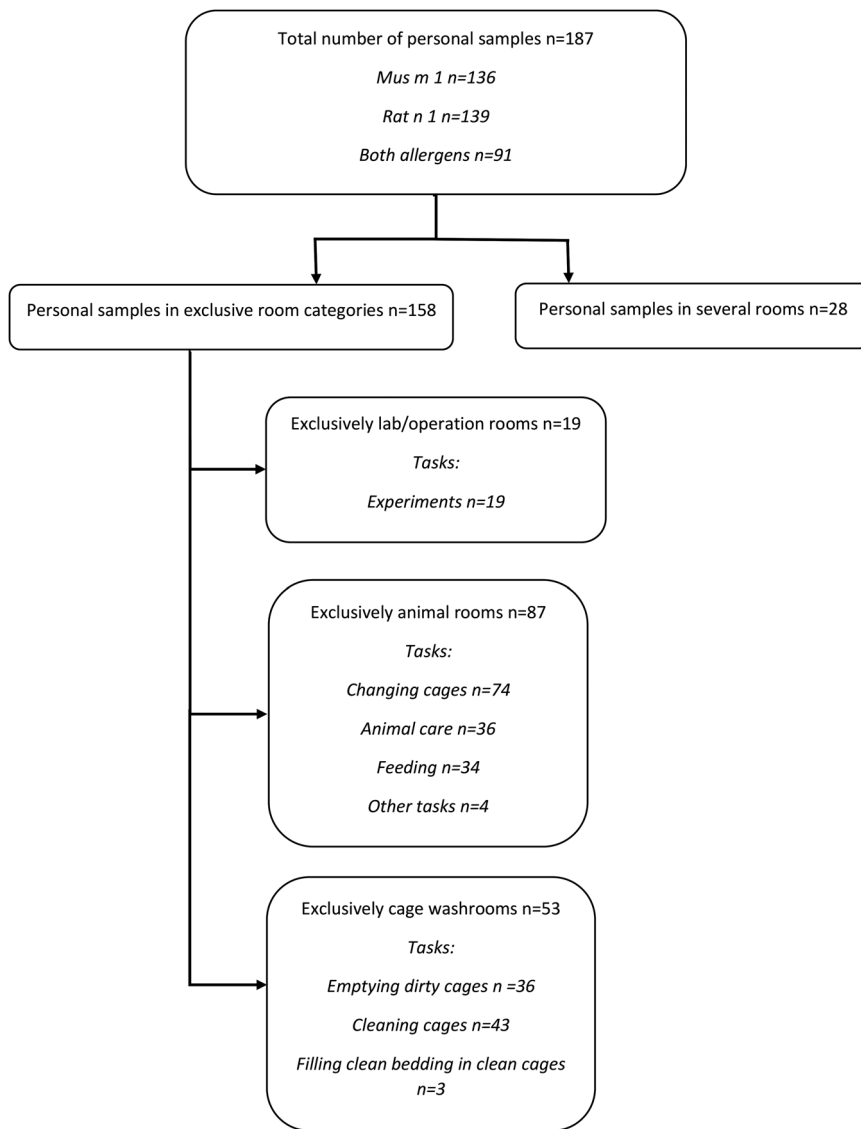 Total number of personal samples n=187
Mus m 1 n=136
Rat n 1 n=139
Both allergens n=91
Personal samples in exclusive room categories n=158
Personal samples in several rooms n=28
Exclusively lab/operation rooms n=19
Tasks:
Experiments n=19
Exclusively animal rooms n=87
Tasks:
Changing cages n=74
Animal care n=36
Feeding n=34
Other tasks n=4
Exclusively cage washrooms n=53
Tasks:
Emptying dirty cages n =36
Cleaning cages n=43
Filling clean bedding in clean cages
n=3